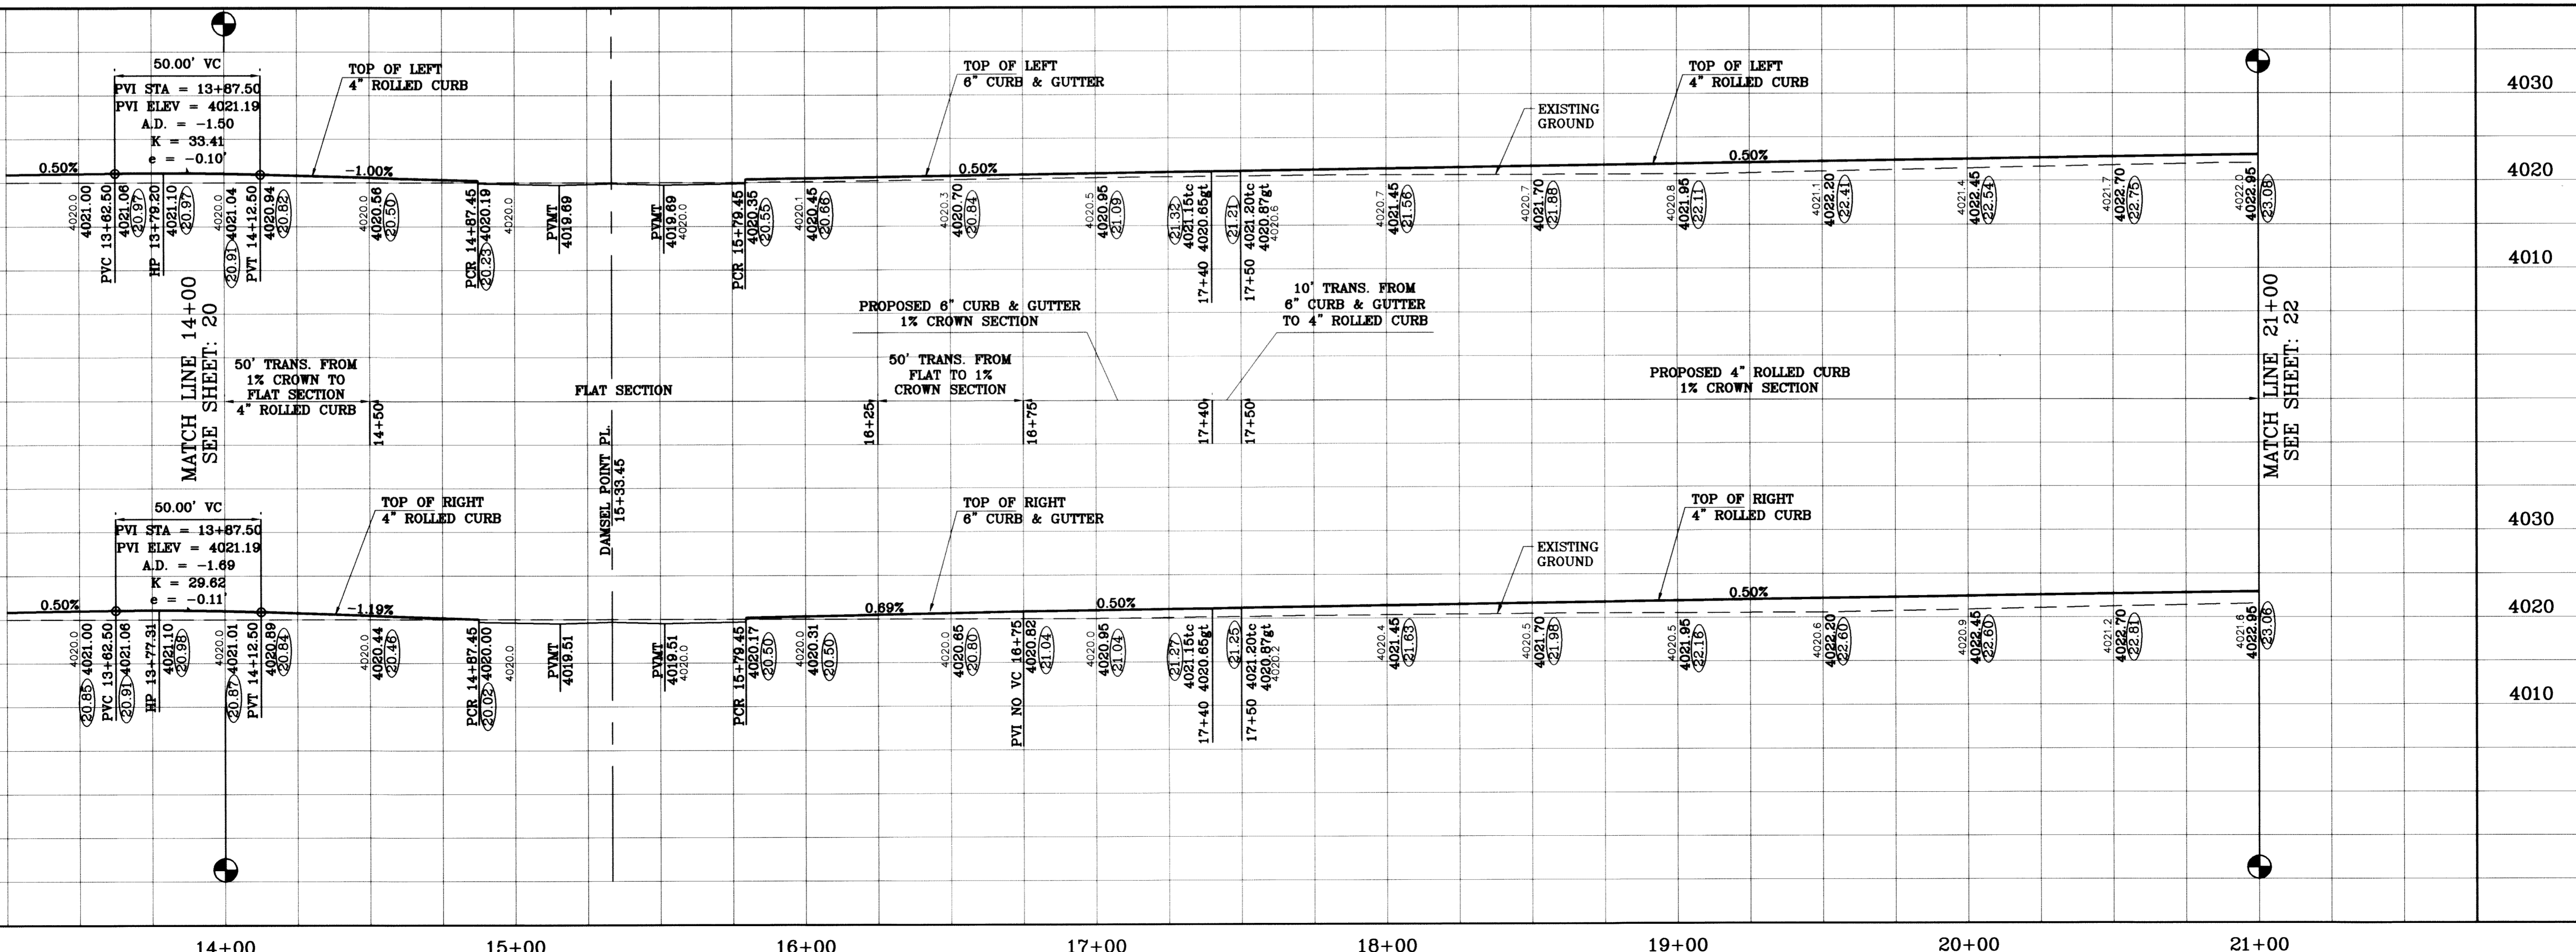 50.00' VC
PVI STA = 13+87.50
PVI ELEV = 4021.19
A.D. = -1.50
K = 33.41
e = -0.10'
TOP OF LEFT
4" ROLLED CURB
TOP OF LEFT
6" CURB & GUTTER
EXISTING
GROUND
TOP OF LEFT
4" ROLLED CURB
4030
4020
4010
0.50%
-1.00%
0.50%
0.50%
4020.0
4021.00
PVC 13+62.50
4021.06
20.97
HP 13+79.20
4021.10
20.97
4020.0
20.91 4021.04
PVT 14+12.50
4020.94
20.82
4020.0
4020.56
20.50
PCR 14+87.45
20.23 4020.19
4020.0
PVMT
4019.69
PVMT
4019.69
4020.0
PCR 15+79.45
4020.35
20.55
4020.1
4020.45
20.66
4020.3
4020.70
20.84
4020.5
4020.95
21.09
21.32
4021.15tc
17+40 4020.65gt
21.21
17+50 4021.20tc
4020.87gt
4020.6
4020.7
4021.45
21.56
4020.7
4021.70
21.88
4020.8
4021.95
22.11
4021.1
4022.20
22.41
4021.4
4022.45
22.54
4021.7
4022.70
22.75
4022.0
4022.95
23.08
MATCH LINE 14+00
SEE SHEET: 20
50' TRANS. FROM
1% CROWN TO
FLAT SECTION
4" ROLLED CURB
14+50
FLAT SECTION
DAMSEL POINT PL.
15+33.45
16+25
50' TRANS. FROM
FLAT TO 1%
CROWN SECTION
16+75
PROPOSED 6" CURB & GUTTER
1% CROWN SECTION
17+40
17+50
10' TRANS. FROM
6" CURB & GUTTER
TO 4" ROLLED CURB
PROPOSED 4" ROLLED CURB
1% CROWN SECTION
MATCH LINE 21+00
SEE SHEET: 22
50.00' VC
PVI STA = 13+87.50
PVI ELEV = 4021.19
A.D. = -1.69
K = 29.62
e = -0.11'
TOP OF RIGHT
4" ROLLED CURB
TOP OF RIGHT
6" CURB & GUTTER
EXISTING
GROUND
TOP OF RIGHT
4" ROLLED CURB
4030
4020
4010
0.50%
-1.19%
0.69%
0.50%
0.50%
4020.0
20.85 4021.00
PVC 13+62.50
20.91 4021.06
HP 13+77.31
4021.10
20.98
4020.0
20.87 4021.01
PVT 14+12.50
4020.89
20.84
4020.0
4020.44
20.46
PCR 14+87.45
20.02 4020.00
4020.0
PVMT
4019.51
PVMT
4019.51
4020.0
PCR 15+79.45
4020.17
20.50
4020.0
4020.31
20.50
4020.0
4020.65
20.80
PVI NO VC 16+75
4020.82
21.04
4020.0
4020.95
21.04
21.27
4021.15tc
17+40 4020.65gt
21.25
17+50 4021.20tc
4020.87gt
4020.2
4020.4
4021.45
21.63
4020.5
4021.70
21.98
4020.5
4021.95
22.16
4020.6
4022.20
22.60
4020.9
4022.45
22.60
4021.2
4022.70
22.81
4021.6
4022.95
23.06
14+00
15+00
16+00
17+00
18+00
19+00
20+00
21+00